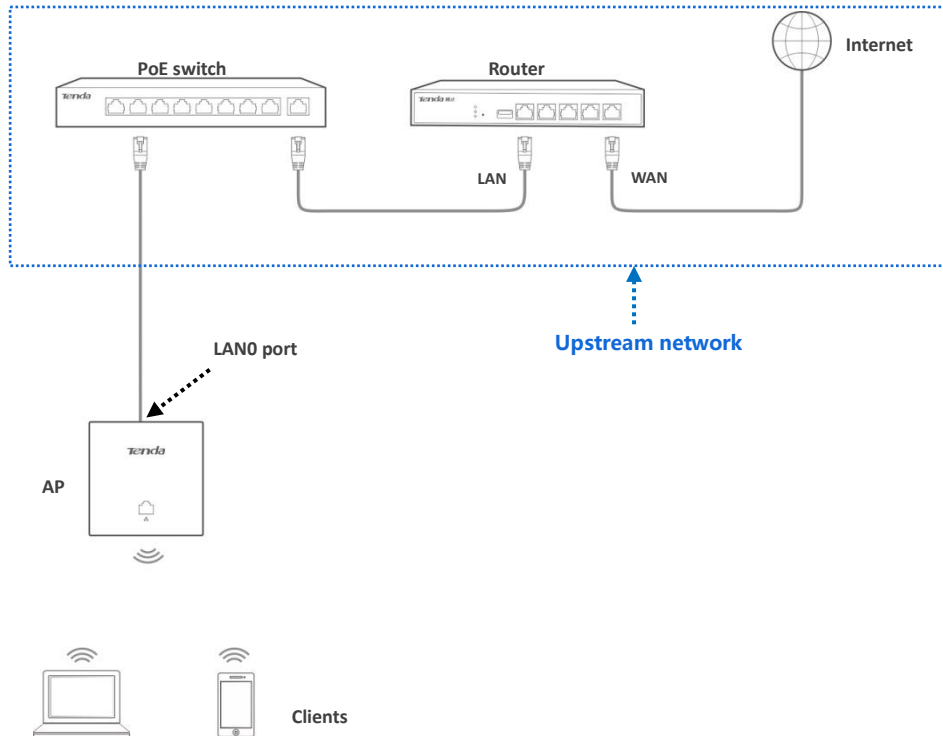 Internet
PoE switch
Router
Tenda
Tenda
LAN
WAN
Upstream network
LAN0 port
Tenda
AP
Clients